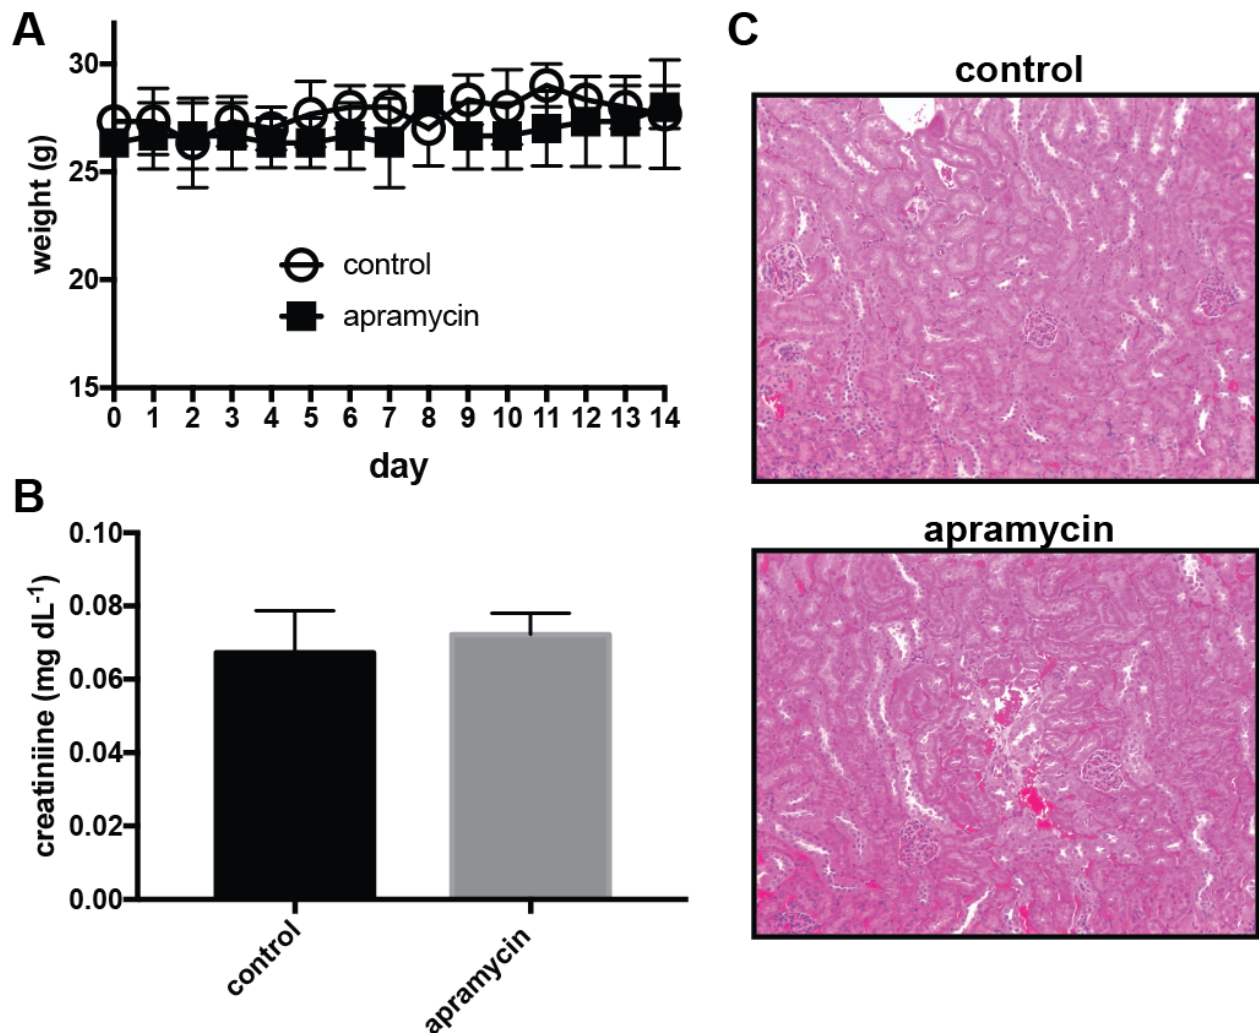 A
30
25
20
15
weight (g)
control
apramycin
0 1 2 3 4 5 6 7 8 9 10 11 12 13 14
day
B
0.10
0.08
0.06
0.04
0.02
0.00
creatiniine (mg dL-1)
control
apramycin
C
control
apramycin